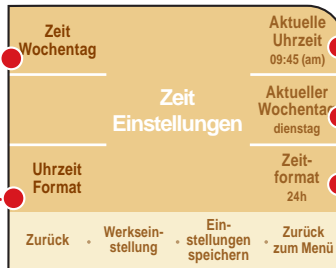 Zeit
Wochentag
Aktuelle
Uhrzeit
09:45 (am)
Zeit
Einstellungen
Aktueller
Wochentag
dienstag
Uhrzeit
Format
Zeit-
format
24h
Zurück
Werksein-
stellung
Ein-
stellungen
speichern
Zurück
zum Menü